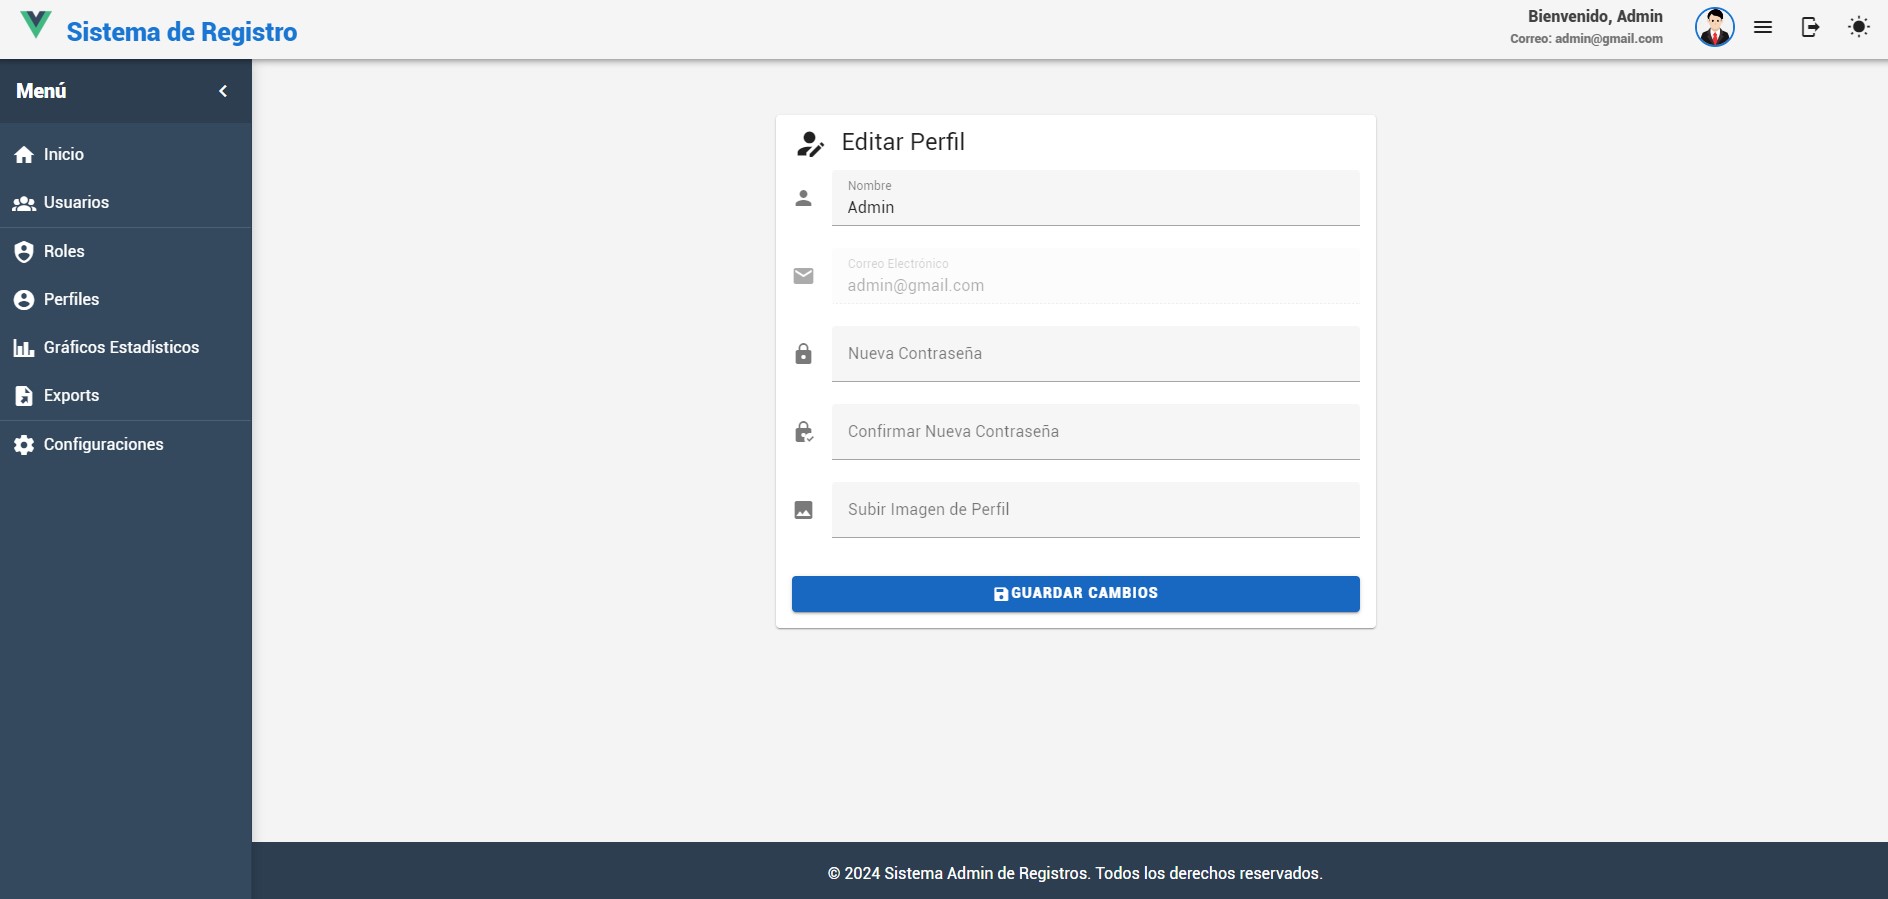 Sistema de Registro
Bienvenido, Admin
Correo: admin@gmail.com
Menú
Inicio
Usuarios
Roles
Perfiles
Gráficos Estadísticos
Exports
Configuraciones
Editar Perfil
Nombre
Admin
Correo Electrónico
admin@gmail.com
Nueva Contraseña
Confirmar Nueva Contraseña
Subir Imagen de Perfil
GUARDAR CAMBIOS
© 2024 Sistema Admin de Registros. Todos los derechos reservados.